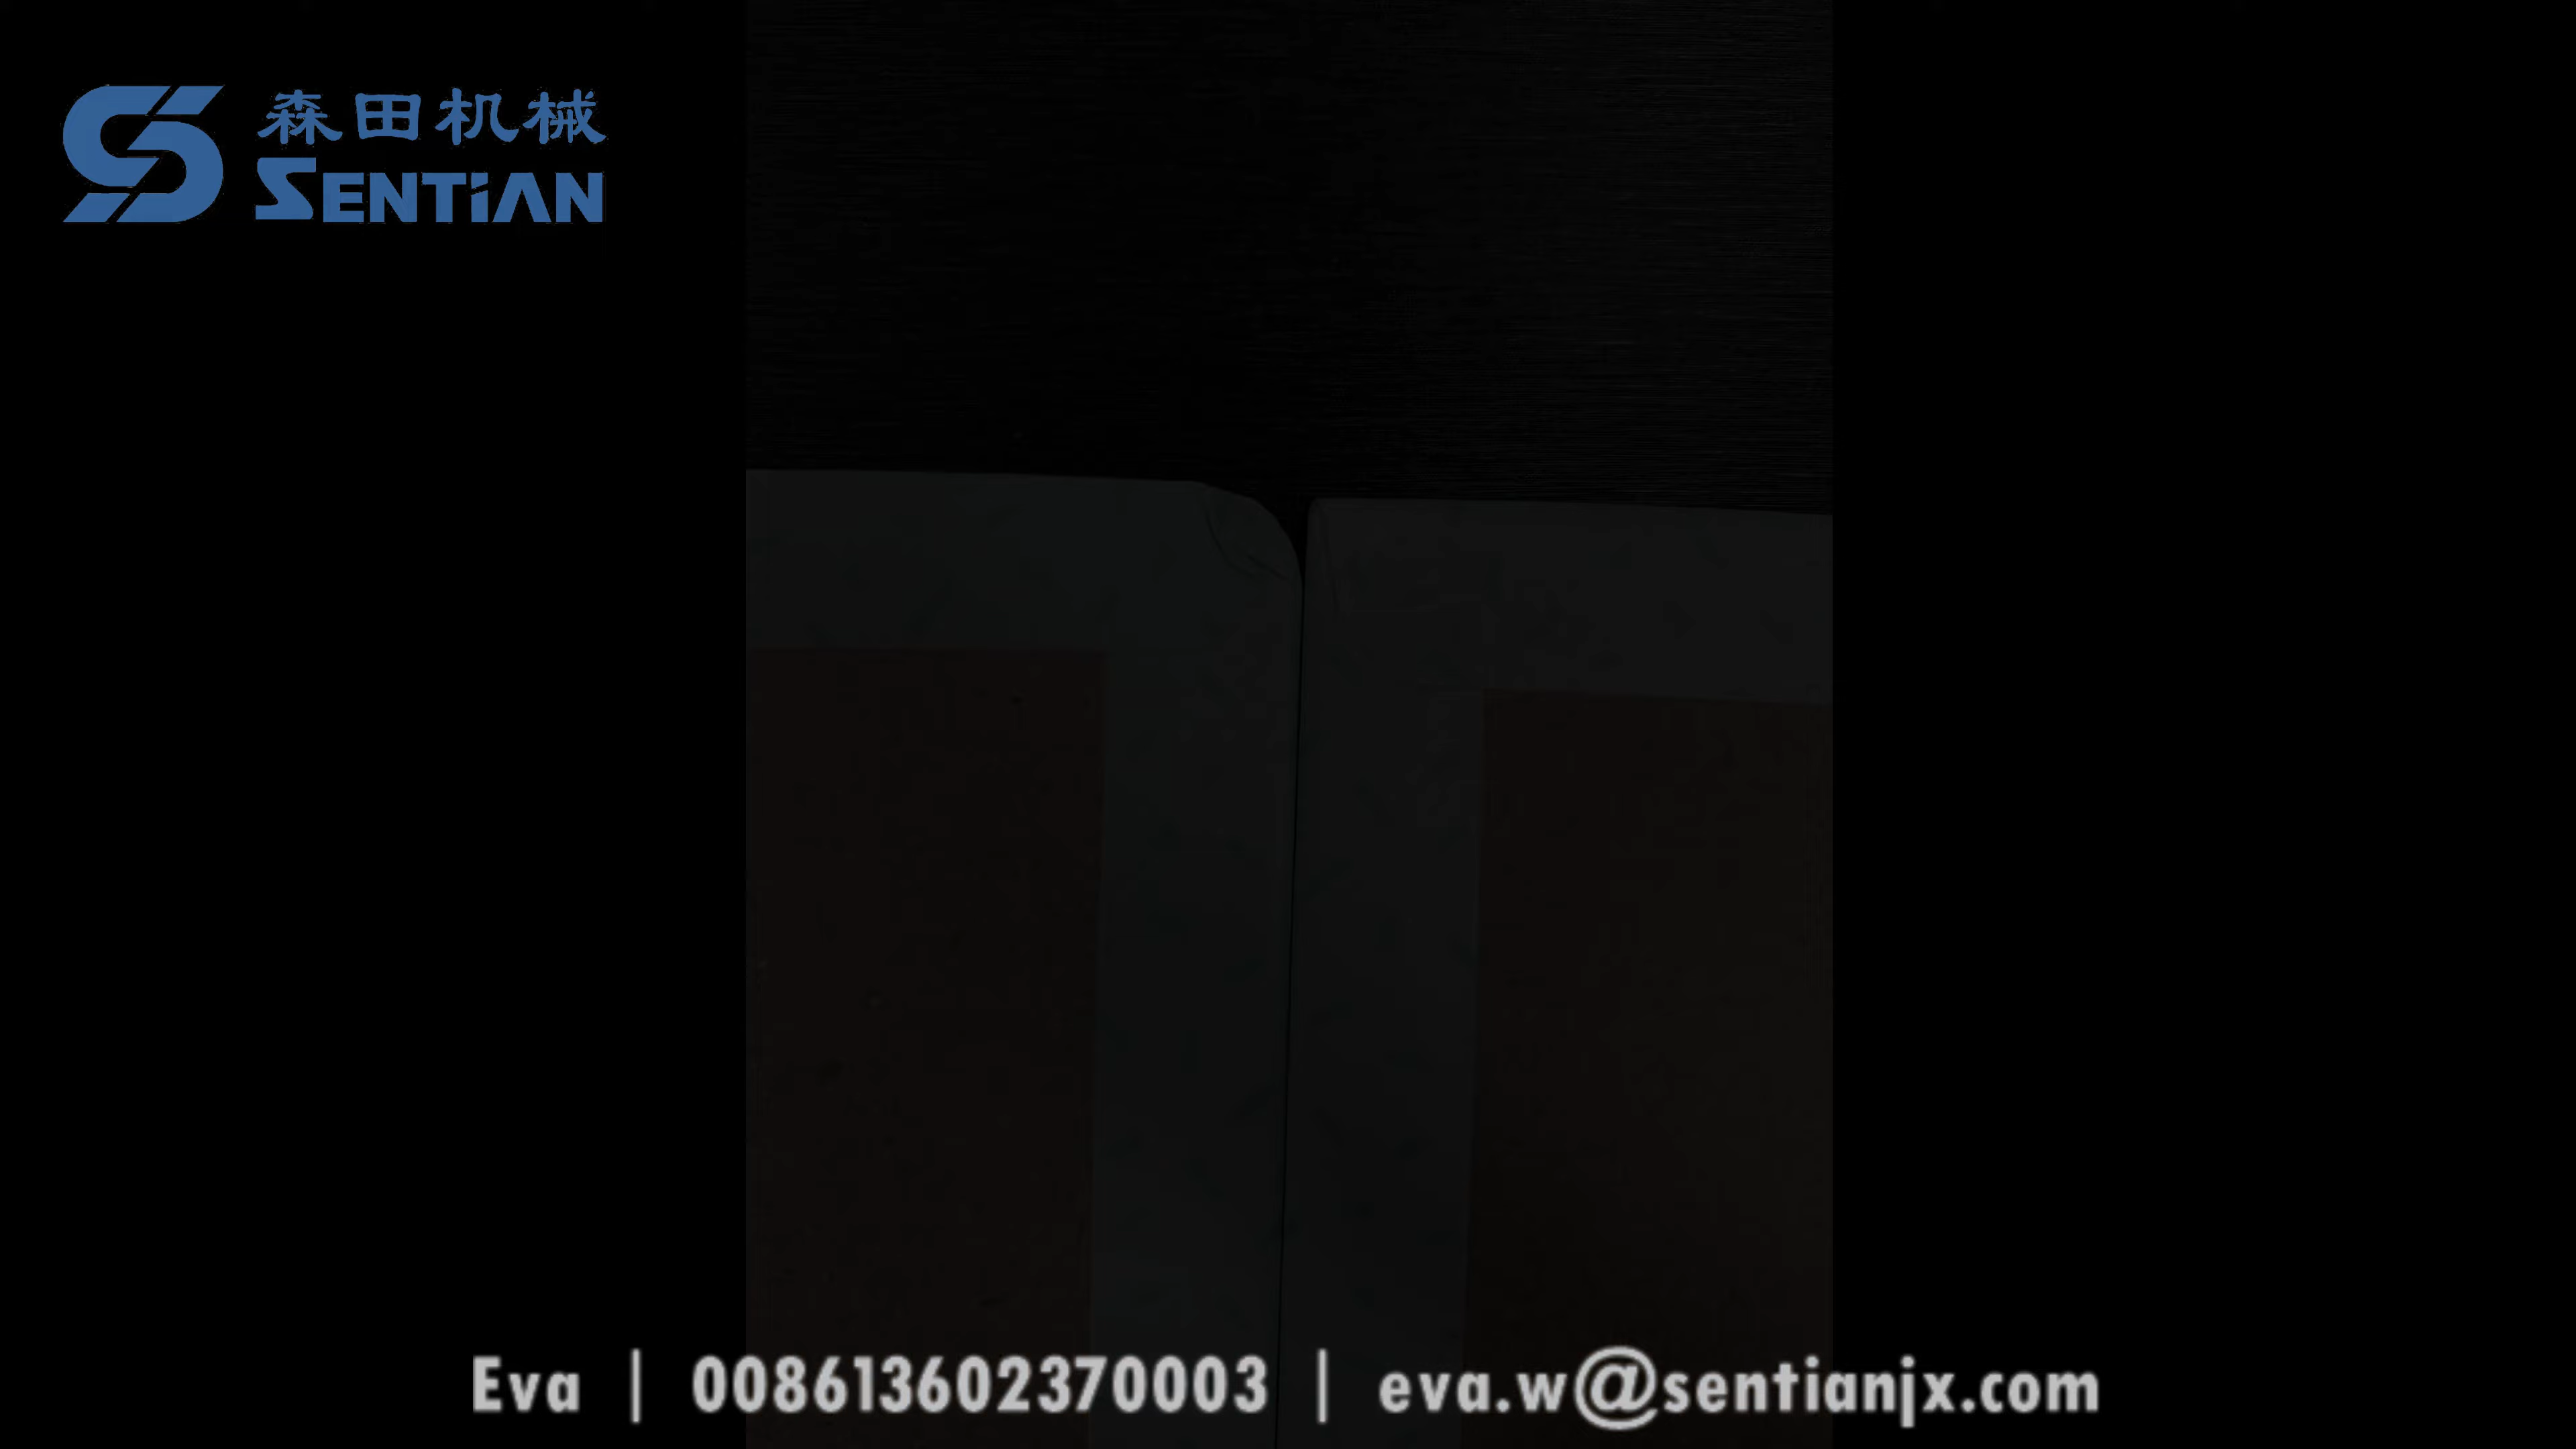 森田机械
SENTiAN
Eva | 008613602370003 | eva.w@sentianjx.com